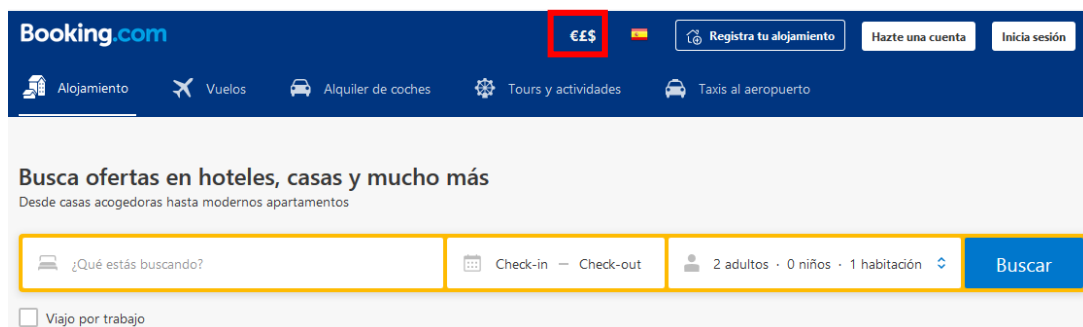 Booking.com €£$ Registra tu alojamiento Hazte una cuenta Inicia sesión
Alojamiento Vuelos Alquiler de coches Tours y actividades Taxis al aeropuerto
Busca ofertas en hoteles, casas y mucho más
Desde casas acogedoras hasta modernos apartamentos
¿Qué estás buscando? Check-in — Check-out 2 adultos · 0 niños · 1 habitación Buscar
Viajo por trabajo